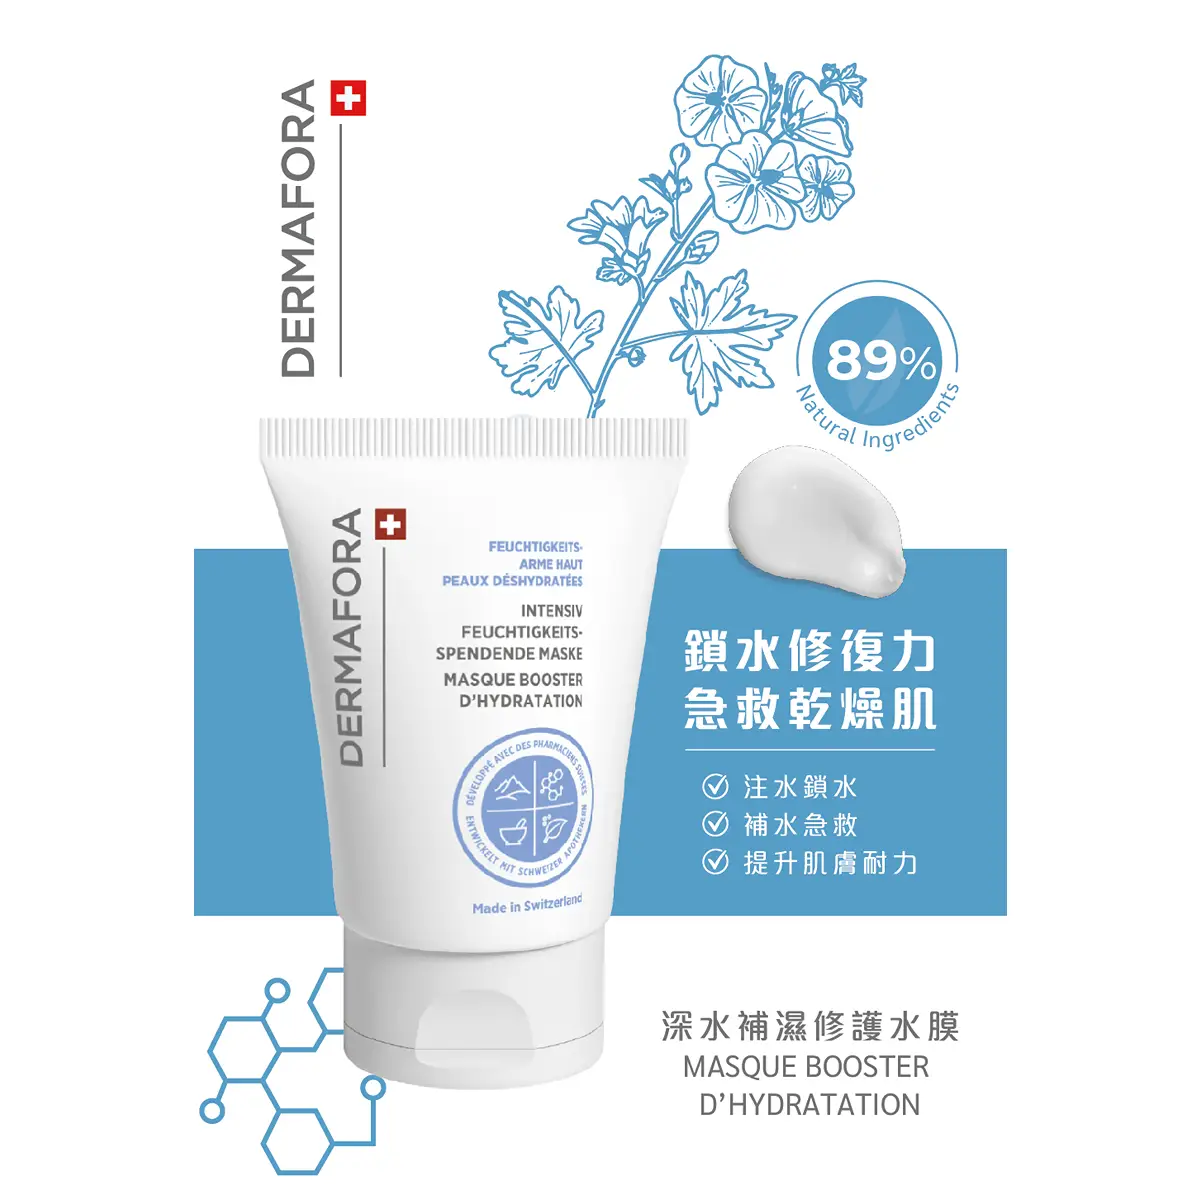 DERMAFORA
89%
Natural Ingredients
DERMAFORA
FEUCHTIGKEITS-
ARME HAUT
PEAUX DÉSHYDRATÉES
INTENSIV
FEUCHTIGKEITS-
SPENDENDE MASKE
MASQUE BOOSTER
D'HYDRATATION
DÉVELOPPÉ AVEC DES PHARMACIENS SUISSES
ENTWICKELT MIT SCHWEIZER APOTHEKERN
Made in Switzerland
鎖水修復力
急救乾燥肌
注水鎖水
補水急救
提升肌膚耐力
深水補濕修護水膜
MASQUE BOOSTER
D'HYDRATATION